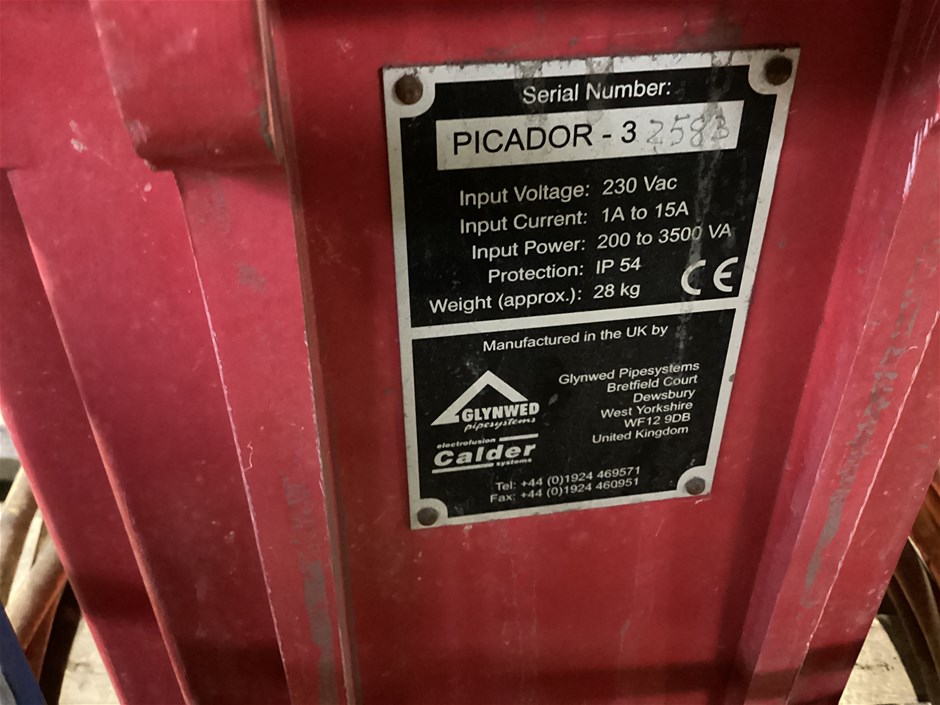 Serial Number:
PICADOR - 3 2583
Input Voltage: 230 Vac
Input Current: 1A to 15A
Input Power: 200 to 3500 VA
Protection: IP 54
Weight (approx.): 28 kg
CE
Manufactured in the UK by
GLYNWED
pipesystems
electrofusion
Calder
systems
Glynwed Pipesystems
Bretfield Court
Dewsbury
West Yorkshire
WF12 9DB
United Kingdom
Tel: +44 (0)1924 469571
Fax: +44 (0)1924 460951